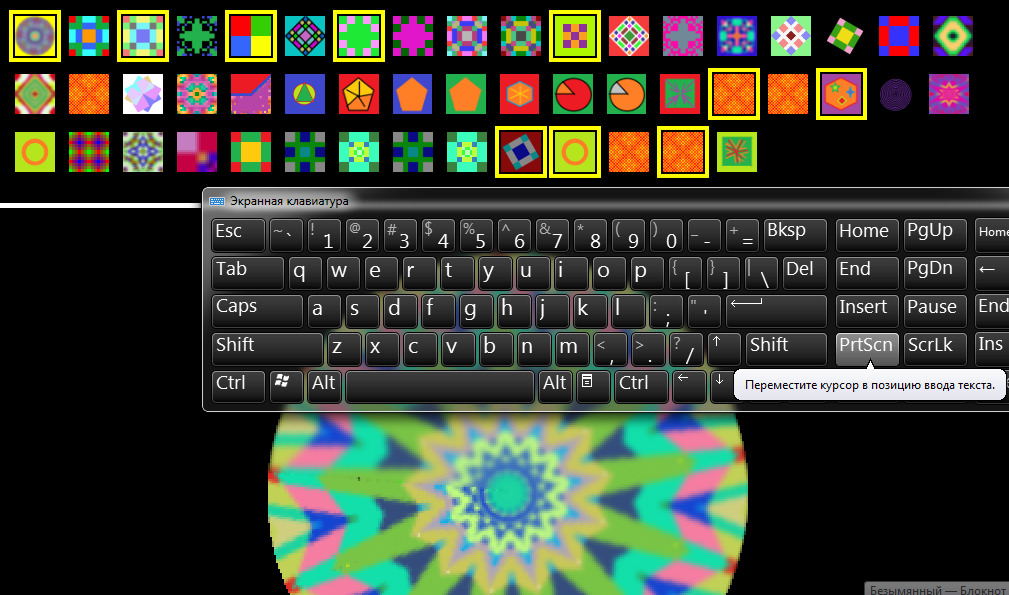 Экранная клавиатура
Esc ~ ` ! 1 @ 2 # 3 $ 4 % 5 ^ 6 & 7 * 8 ( 9 ) 0 _ - + = Bksp Home PgUp Home
Tab q w e r t y u i o p { [ } ] | \ Del End PgDn ←
Caps a s d f g h j k l : ; " ' Insert Pause End
Shift z x c v b n m < , > . ? / ↑ Shift PrtScn ScrLk Ins
Ctrl Alt Alt Ctrl ← ↓
Переместите курсор в позицию ввода текста.
Безымянный — Блокнот